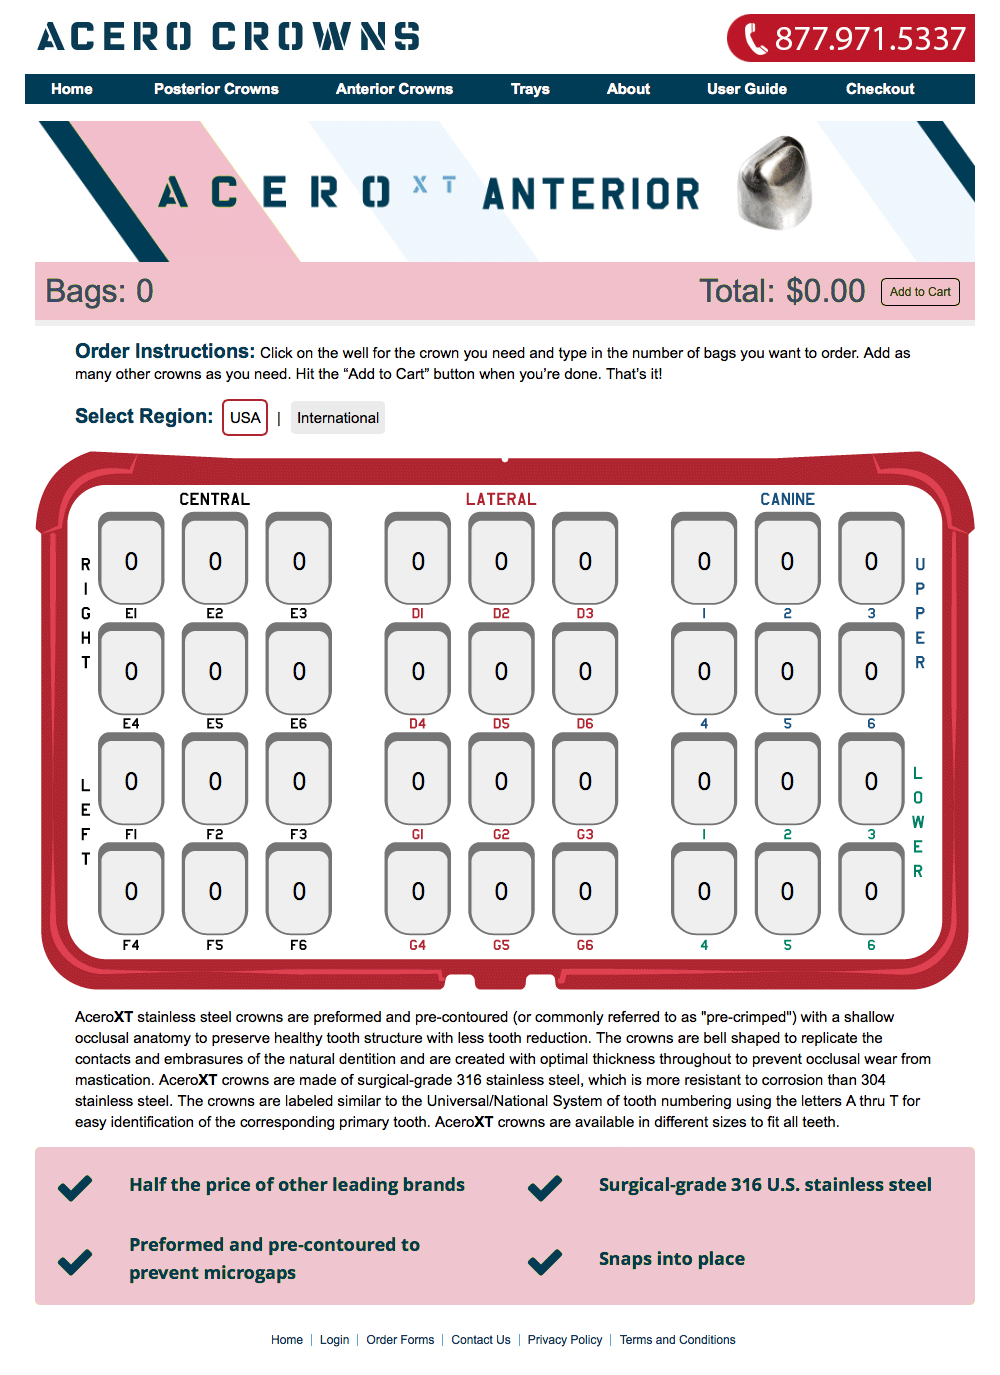 ACERO CROWNS
877.971.5337
Home Posterior Crowns Anterior Crowns Trays About User Guide Checkout
ACERO XT ANTERIOR
Bags: 0 Total: $0.00 Add to Cart
Order Instructions: Click on the well for the crown you need and type in the number of bags you want to order. Add as
many other crowns as you need. Hit the “Add to Cart” button when you’re done. That’s it!
Select Region: USA | International
CENTRAL LATERAL CANINE
RIGHT
UPPER
0 0 0 0 0 0 0 0 0
E1 E2 E3 D1 D2 D3 1 2 3
0 0 0 0 0 0 0 0 0
E4 E5 E6 D4 D5 D6 4 5 6
LEFT
LOWER
0 0 0 0 0 0 0 0 0
F1 F2 F3 G1 G2 G3 1 2 3
0 0 0 0 0 0 0 0 0
F4 F5 F6 G4 G5 G6 4 5 6
AceroXT stainless steel crowns are preformed and pre-contoured (or commonly referred to as "pre-crimped") with a shallow
occlusal anatomy to preserve healthy tooth structure with less tooth reduction. The crowns are bell shaped to replicate the
contacts and embrasures of the natural dentition and are created with optimal thickness throughout to prevent occlusal wear from
mastication. AceroXT crowns are made of surgical-grade 316 stainless steel, which is more resistant to corrosion than 304
stainless steel. The crowns are labeled similar to the Universal/National System of tooth numbering using the letters A thru T for
easy identification of the corresponding primary tooth. AceroXT crowns are available in different sizes to fit all teeth.
Half the price of other leading brands
Surgical-grade 316 U.S. stainless steel
Preformed and pre-contoured to
prevent microgaps
Snaps into place
Home | Login | Order Forms | Contact Us | Privacy Policy | Terms and Conditions